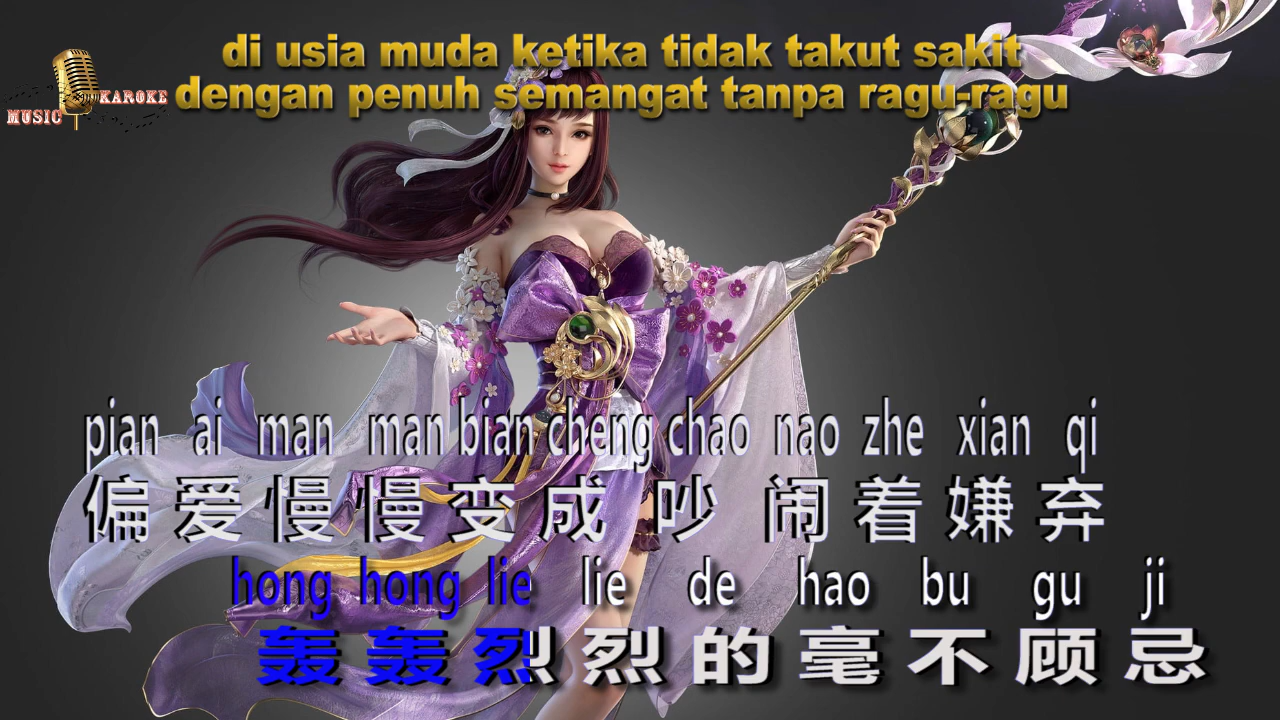 di usia muda ketika tidak takut sakit
dengan penuh semangat tanpa ragu-ragu
MUSIC KARAOKE
pian ai man man bian cheng chao nao zhe xian qi
偏爱慢慢变成吵闹着嫌弃
hong hong lie lie de hao bu gu ji
轰轰烈烈的毫不顾忌